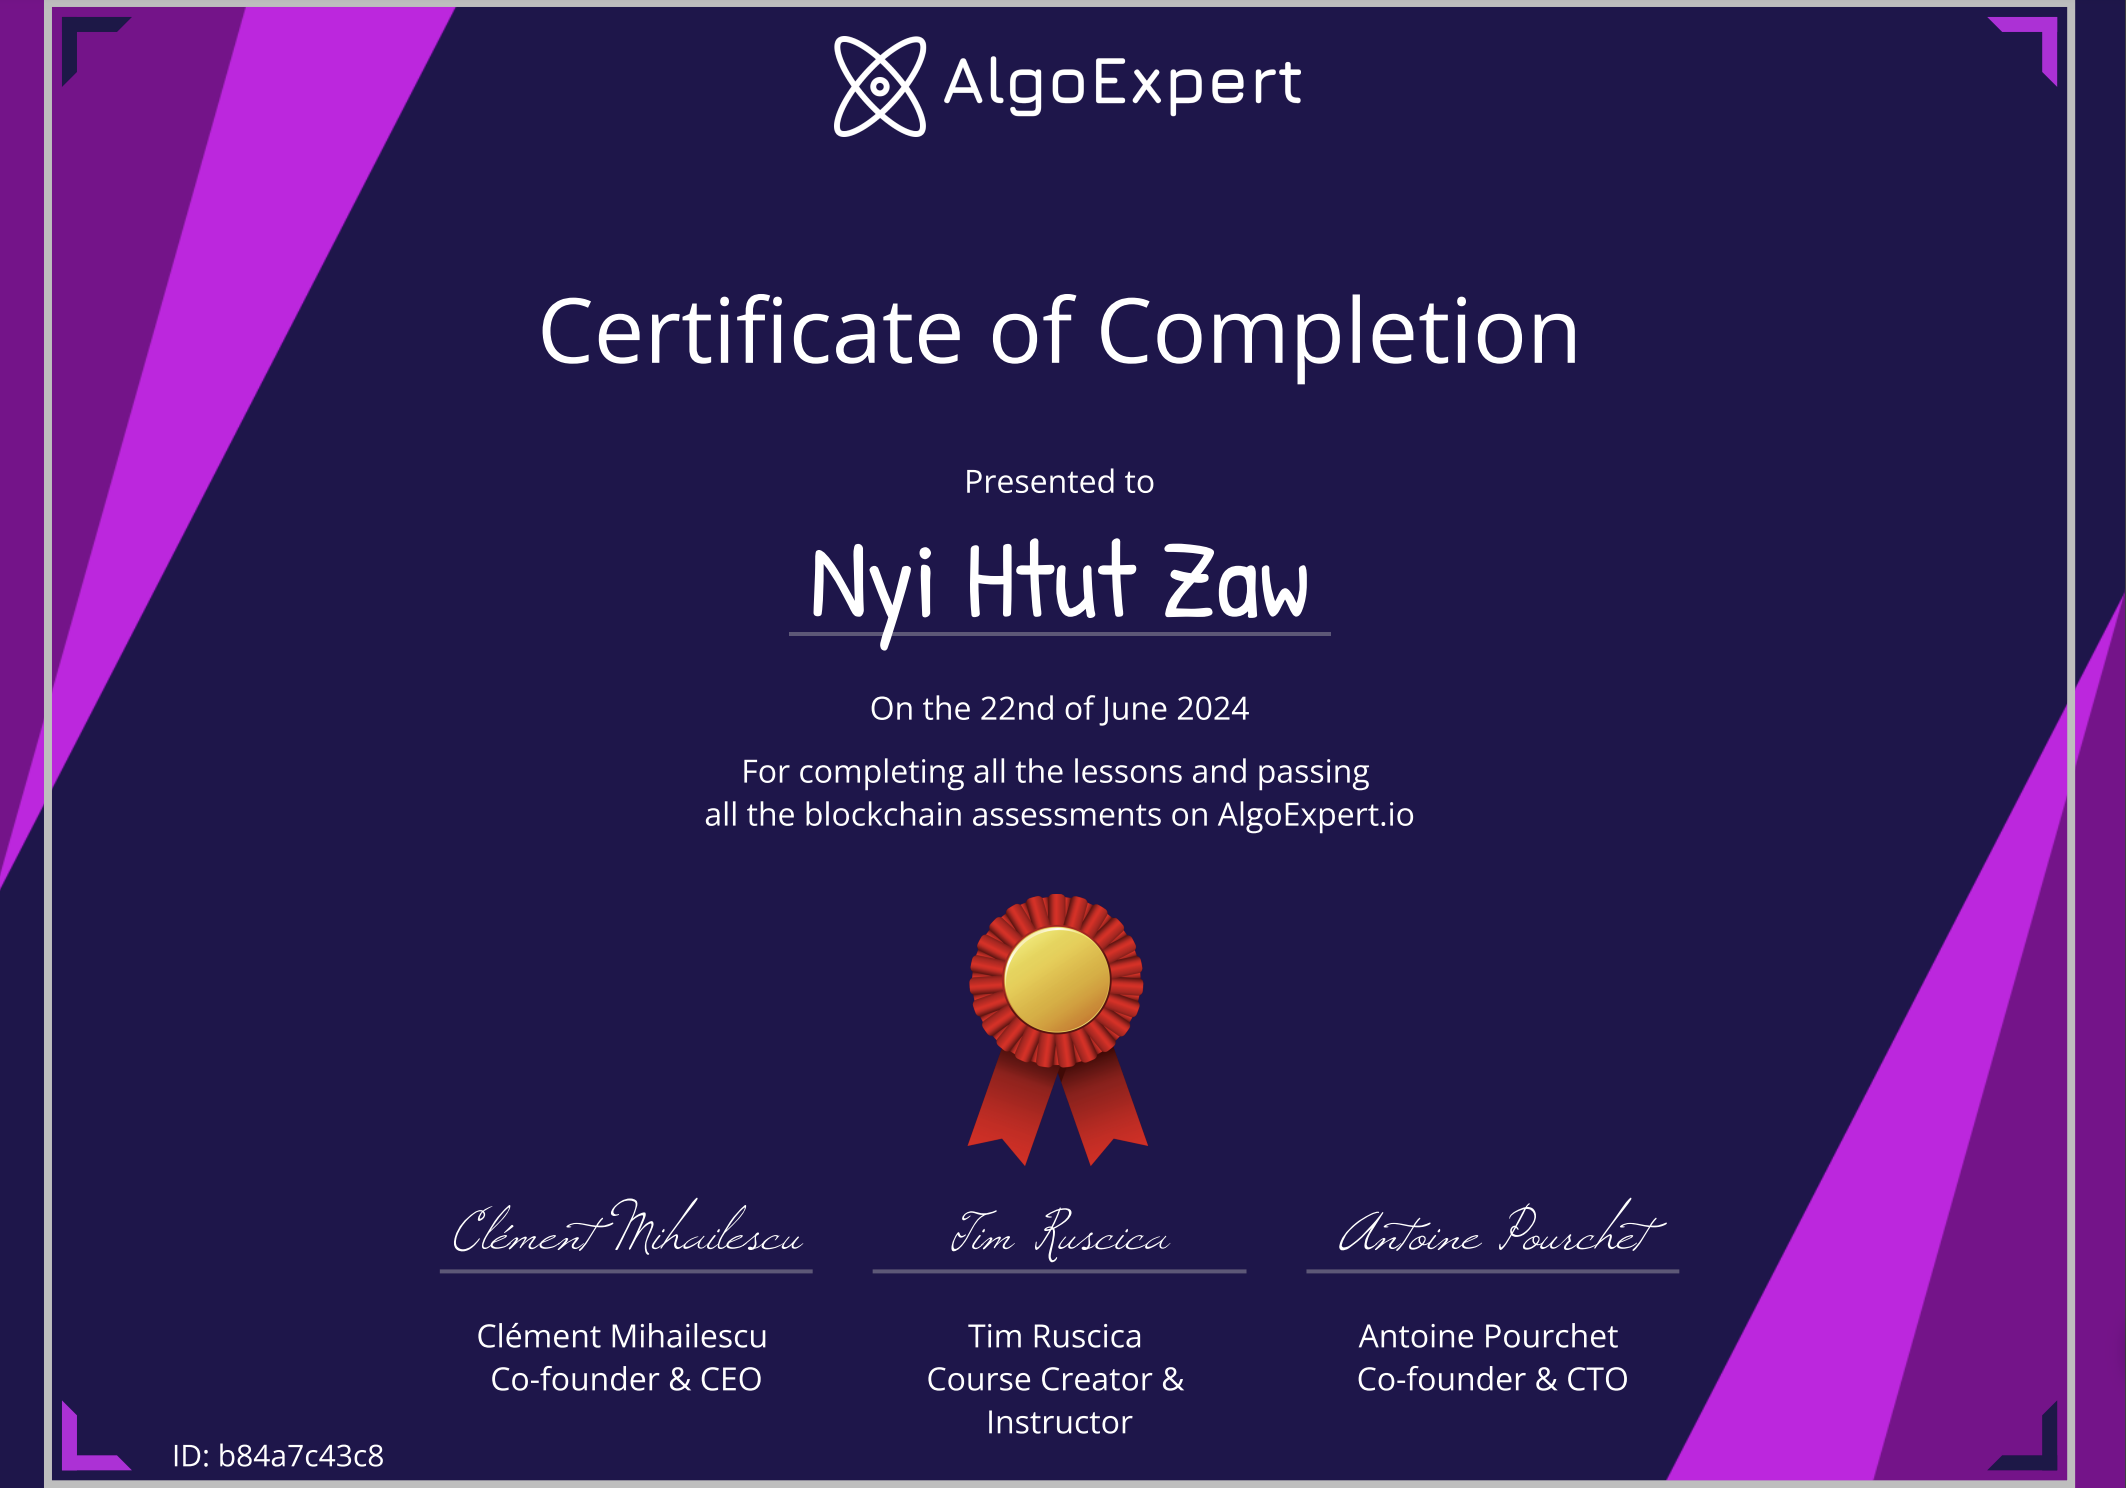 AlgoExpert
Certificate of Completion
Presented to
Nyi Htut Zaw
On the 22nd of June 2024
For completing all the lessons and passing
all the blockchain assessments on AlgoExpert.io
Clément Mihailescu
Tim Ruscica
Antoine Pourchet
Clément Mihailescu
Co-founder & CEO
Tim Ruscica
Course Creator &
Instructor
Antoine Pourchet
Co-founder & CTO
ID: b84a7c43c8